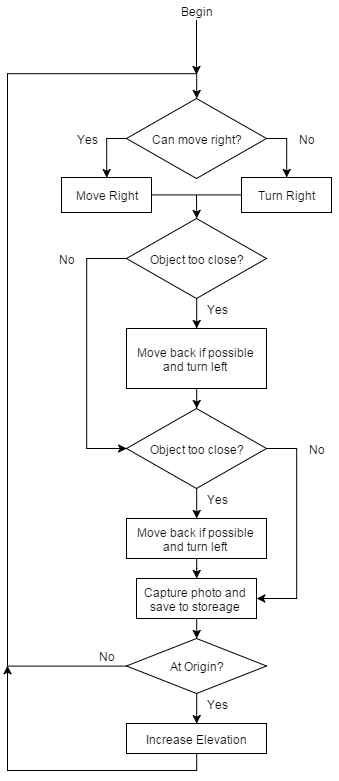 Begin
Can move right?
Yes
No
Move Right
Turn Right
Object too close?
No
Yes
Move back if possible
and turn left
Object too close?
No
Yes
Move back if possible
and turn left
Capture photo and
save to storeage
At Origin?
No
Yes
Increase Elevation